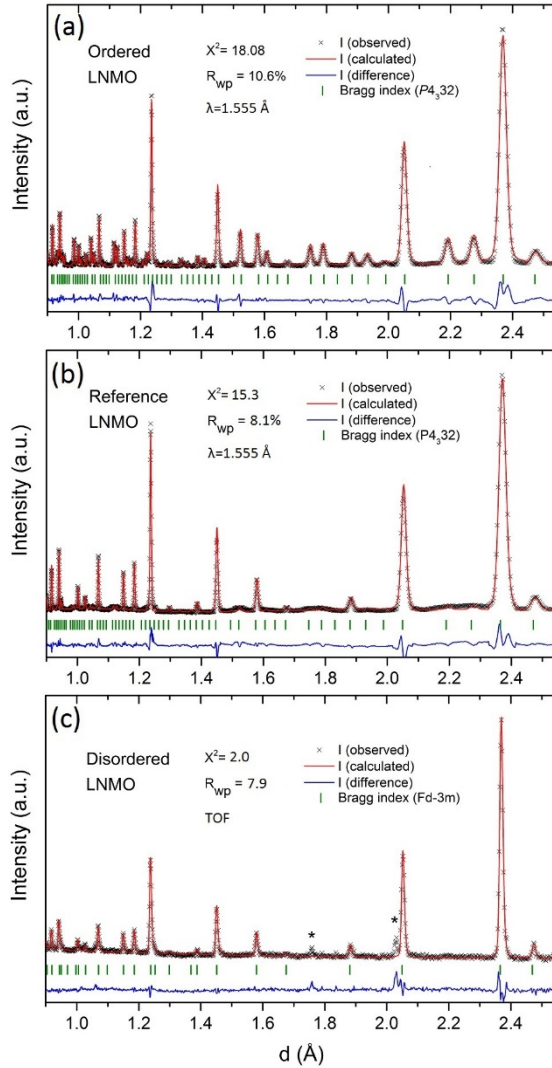 (a)
Ordered
LNMO
X²= 18.08
R_wp = 10.6%
λ=1.555 Å
× I (observed)
I (calculated)
I (difference)
| Bragg index (P4₃32)
Intensity (a.u.)
1.0 1.2 1.4 1.6 1.8 2.0 2.2 2.4
(b)
Reference
LNMO
X²= 15.3
R_wp = 8.1%
λ=1.555 Å
× I (observed)
I (calculated)
I (difference)
| Bragg index (P4₃32)
Intensity (a.u.)
1.0 1.2 1.4 1.6 1.8 2.0 2.2 2.4
(c)
Disordered
LNMO
X²= 2.0
R_wp = 7.9
TOF
× I (observed)
I (calculated)
I (difference)
| Bragg index (Fd-3m)
* *
Intensity (a.u.)
1.0 1.2 1.4 1.6 1.8 2.0 2.2 2.4
d (Å)